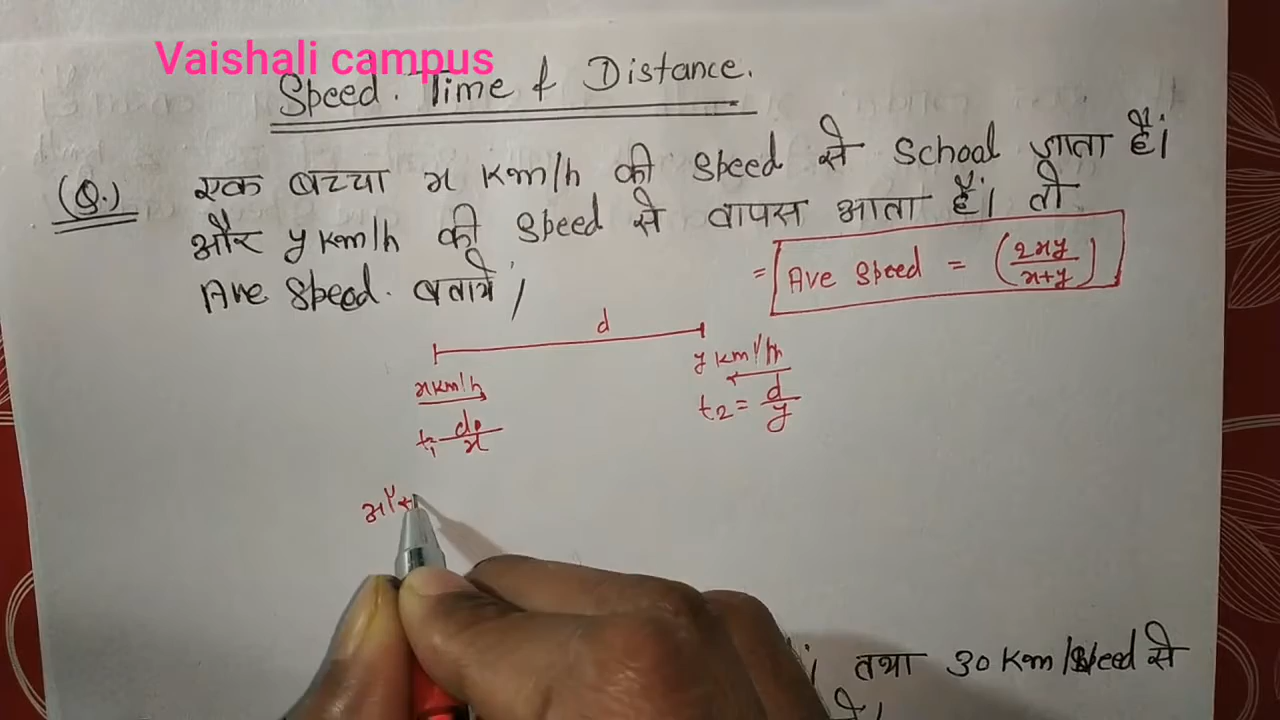 Vaishali campus
Speed. Time & Distance.
(Q.) एक बच्चा x Km/h की speed से School जाता है।
और y Km/h की speed से वापस आता है। तो
Ave Speed. बताये।
= Ave Speed = (2xy/x+y)
d
x Km/h
y Km/h
t1 = d/x
t2 = d/y
तथा 30 Km/Speed से